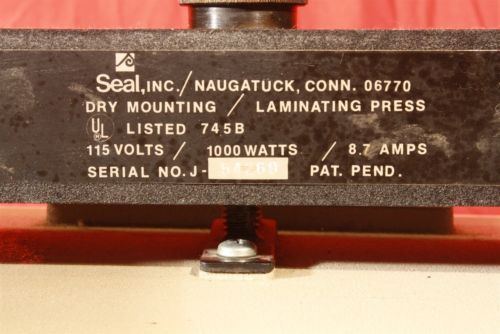 Seal, INC. / NAUGATUCK, CONN. 06770
DRY MOUNTING / LAMINATING PRESS
UL LISTED 745B
115 VOLTS / 1000 WATTS / 8.7 AMPS
SERIAL NO. J- PAT. PEND.